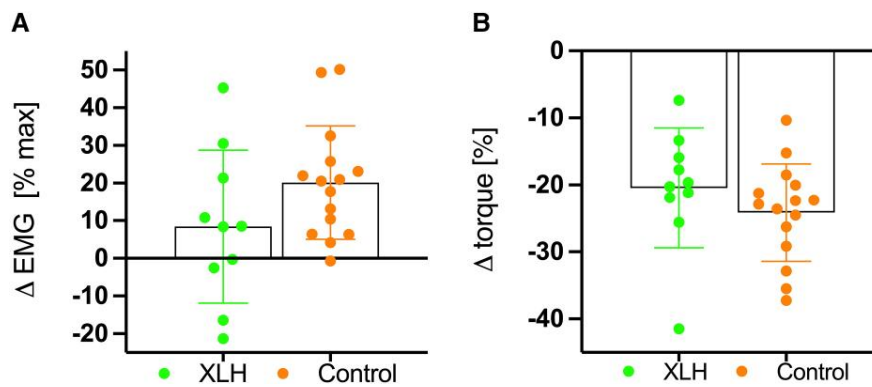 A
Δ EMG [% max]
50
40
30
20
10
0
-10
-20
XLH
Control
B
Δ torque [%]
0
-10
-20
-30
-40
XLH
Control